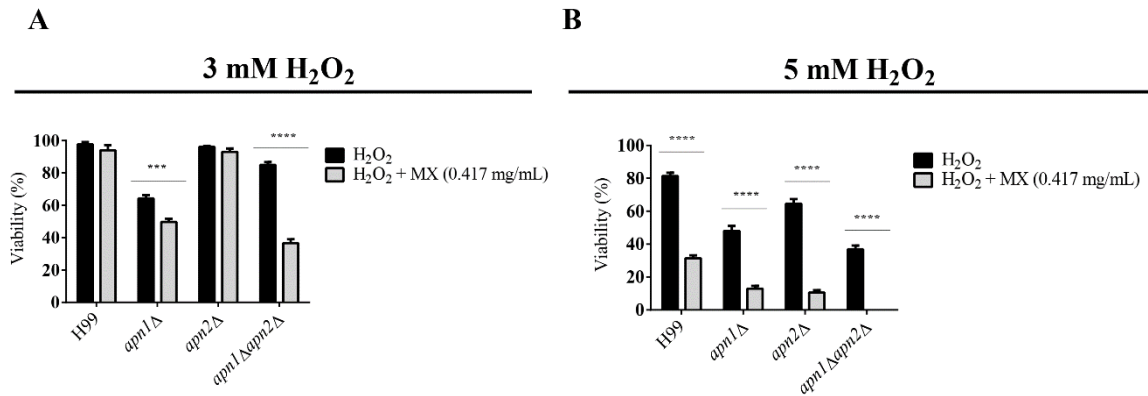 A
3 mM H₂O₂
Viability (%)
100
80
60
40
20
0
***
****
H99
apn1Δ
apn2Δ
apn1Δapn2Δ
H₂O₂
H₂O₂ + MX (0.417 mg/mL)
B
5 mM H₂O₂
Viability (%)
100
80
60
40
20
0
****
****
****
****
H99
apn1Δ
apn2Δ
apn1Δapn2Δ
H₂O₂
H₂O₂ + MX (0.417 mg/mL)